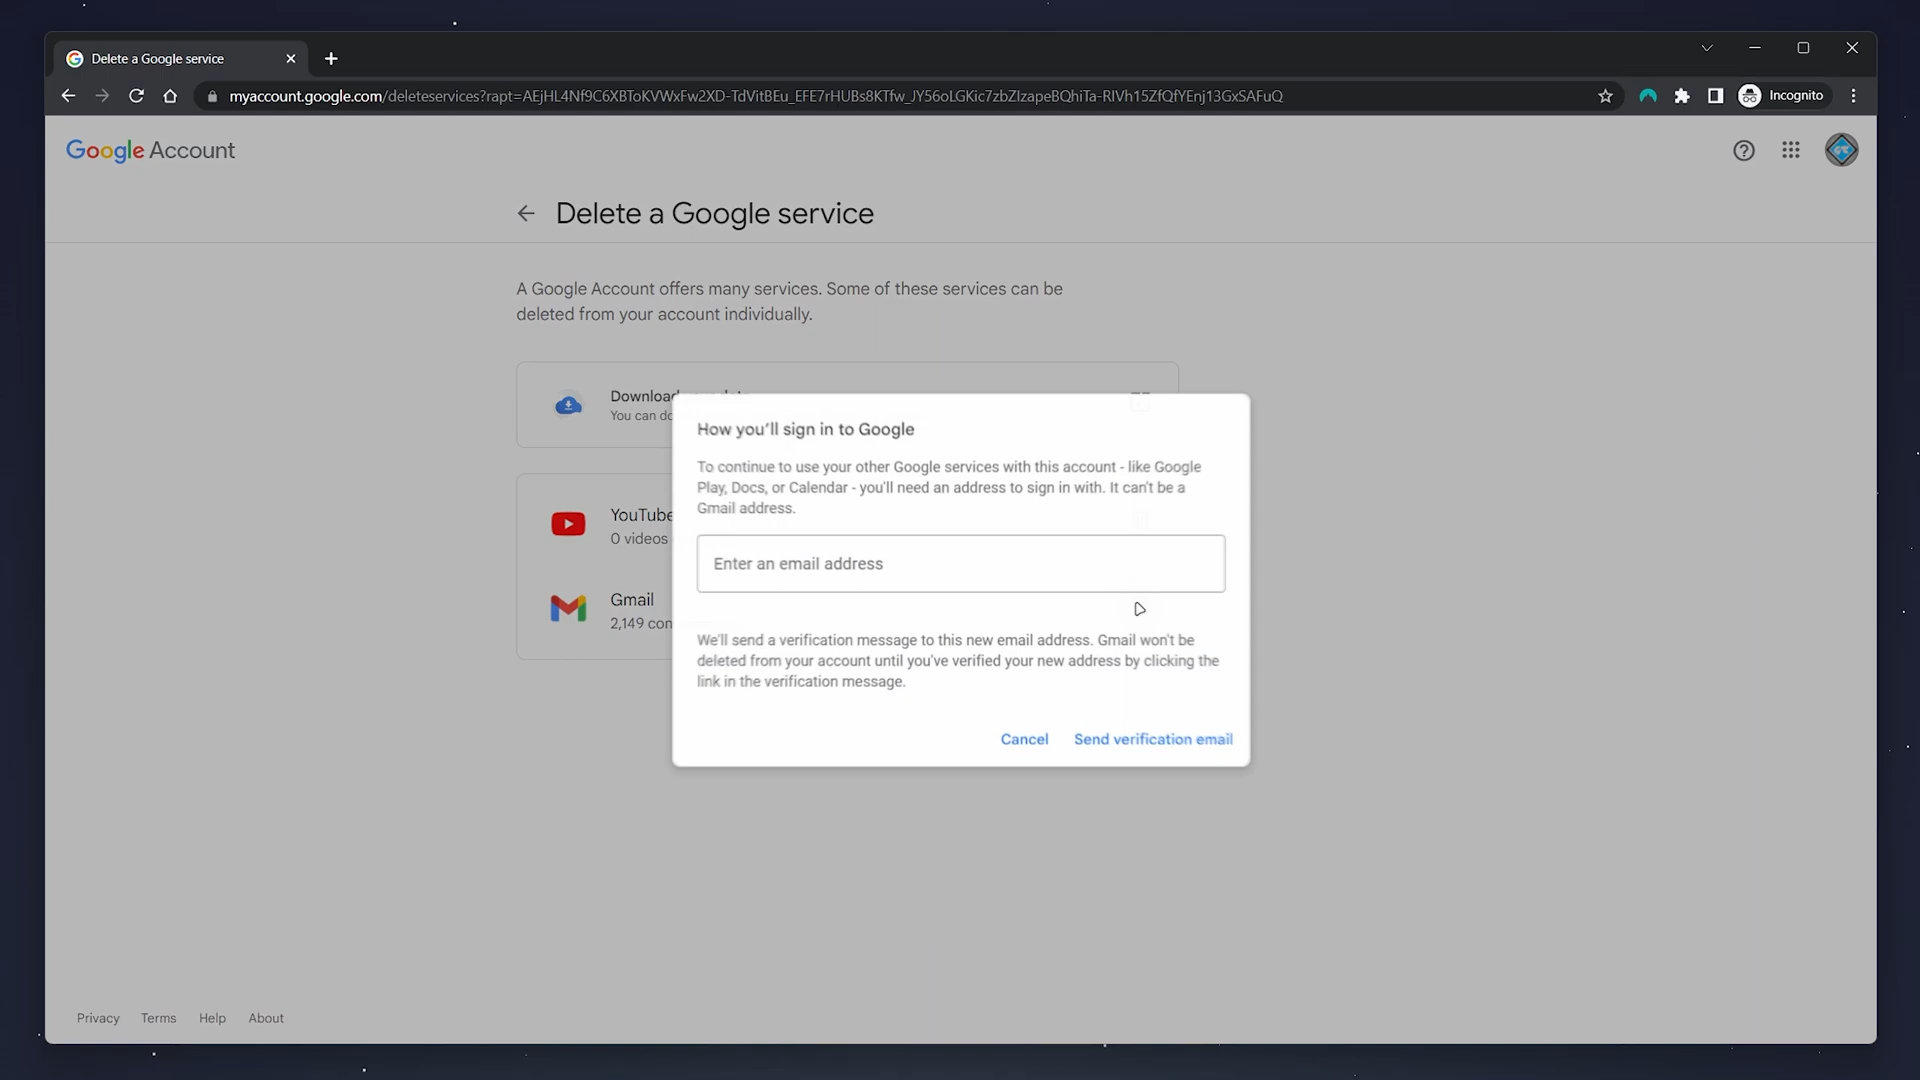 Delete a Google service
myaccount.google.com/deleteservices?rapt=AEjHL4Nf9C6XBToKVWxFw2XD-TdVitBEu_EFE7rHUBs8KTfw_JY56oLGKic7zbZIzapeBQhiTa-RIVh15ZfQfYEnj13GxSAFuQ
Incognito
Google Account
Delete a Google service
A Google Account offers many services. Some of these services can be
deleted from your account individually.
Download
You can do
YouTube
0 videos
Gmail
2,149 con
How you'll sign in to Google
To continue to use your other Google services with this account - like Google
Play, Docs, or Calendar - you'll need an address to sign in with. It can't be a
Gmail address.
Enter an email address
We'll send a verification message to this new email address. Gmail won't be
deleted from your account until you've verified your new address by clicking the
link in the verification message.
Cancel Send verification email
Privacy Terms Help About